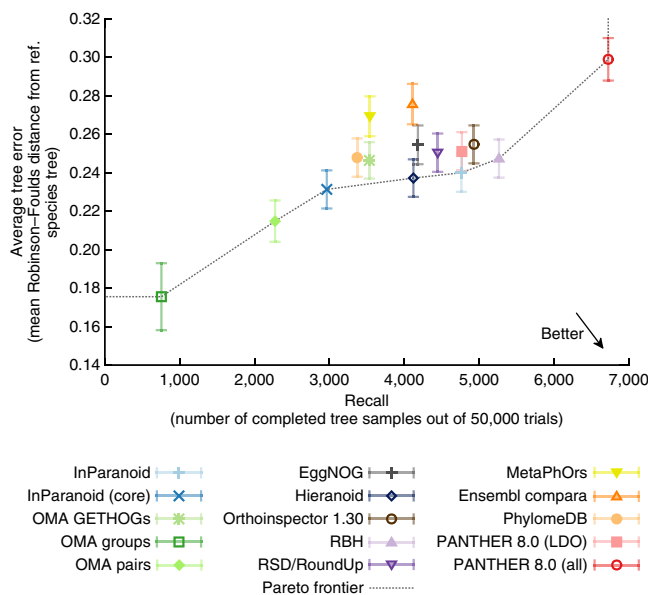 0.32
0.30
0.28
0.26
0.24
0.22
0.20
0.18
0.16
0.14
Average tree error
(mean Robinson–Foulds distance from ref.
species tree)
Better
0
1,000
2,000
3,000
4,000
5,000
6,000
7,000
Recall
(number of completed tree samples out of 50,000 trials)
InParanoid
InParanoid (core)
OMA GETHOGs
OMA groups
OMA pairs
EggNOG
Hieranoid
Orthoinspector 1.30
RBH
RSD/RoundUp
Pareto frontier
MetaPhOrs
Ensembl compara
PhylomeDB
PANTHER 8.0 (LDO)
PANTHER 8.0 (all)